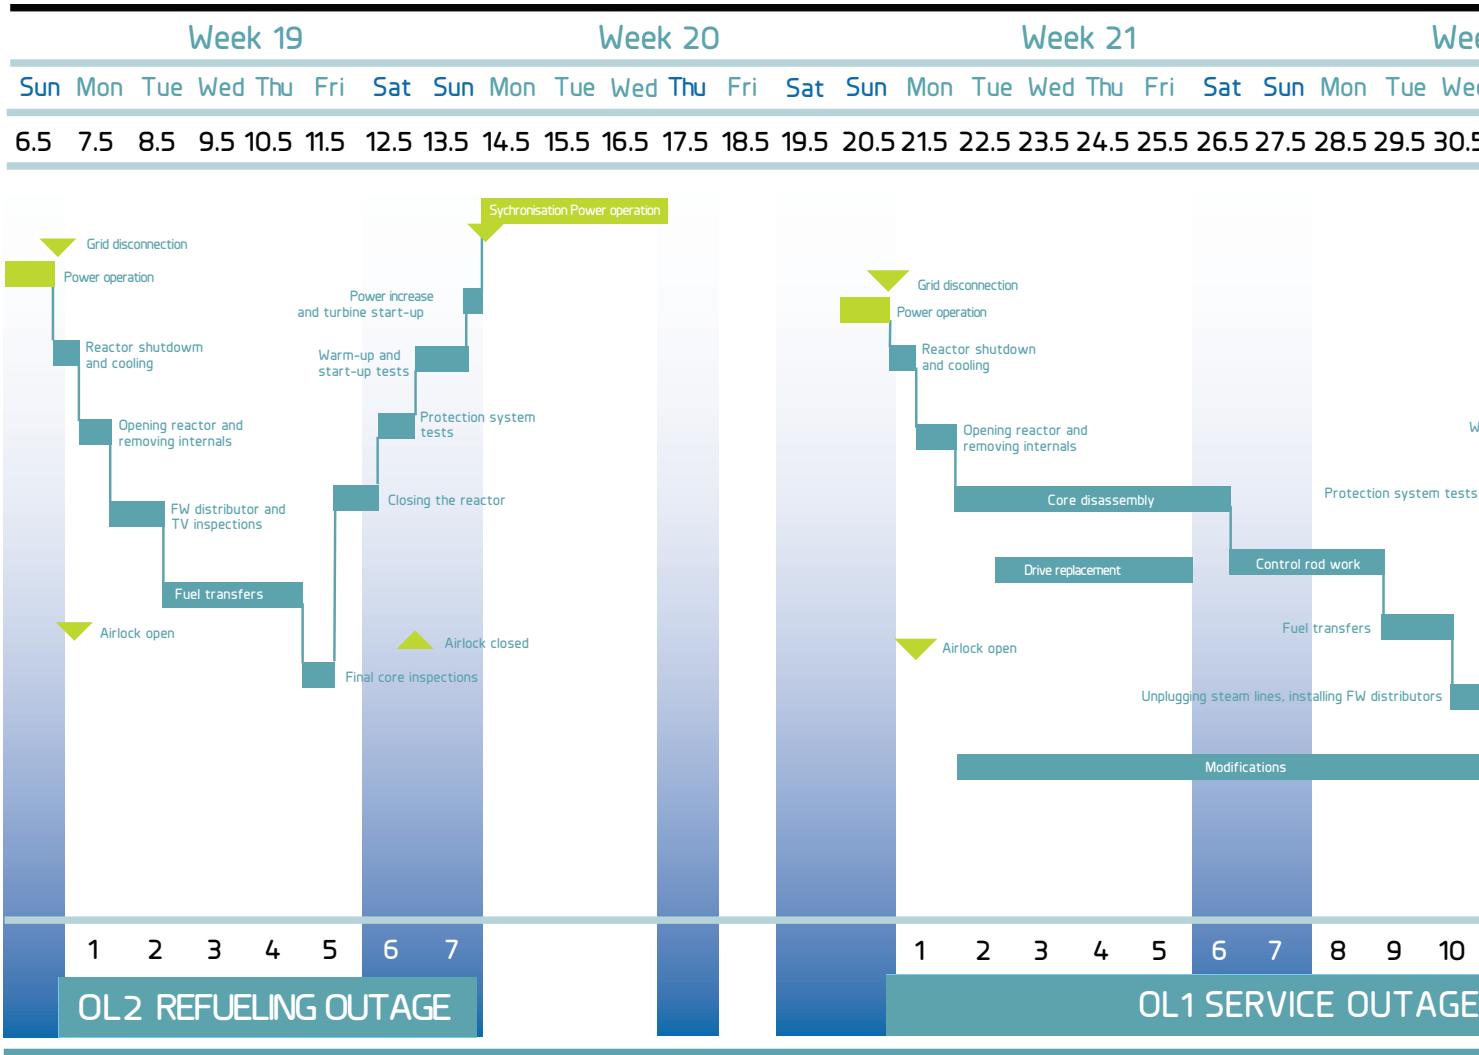 Week 19 Week 20 Week 21 Wee
Sun Mon Tue Wed Thu Fri Sat Sun Mon Tue Wed Thu Fri Sat Sun Mon Tue Wed Thu Fri Sat Sun Mon Tue Wed
6.5 7.5 8.5 9.5 10.5 11.5 12.5 13.5 14.5 15.5 16.5 17.5 18.5 19.5 20.5 21.5 22.5 23.5 24.5 25.5 26.5 27.5 28.5 29.5 30.5
Sychronisation Power operation
Grid disconnection
Power operation
Power increase
and turbine start-up
Reactor shutdowm
and cooling
Warm-up and
start-up tests
Opening reactor and
removing internals
Protection system
tests
Closing the reactor
FW distributor and
TV inspections
Fuel transfers
Airlock open
Airlock closed
Final core inspections
Grid disconnection
Power operation
Reactor shutdown
and cooling
Opening reactor and
removing internals
W
Core disassembly
Protection system tests
Drive replacement
Control rod work
Fuel transfers
Airlock open
Unplugging steam lines, installing FW distributors
Modifications
1 2 3 4 5 6 7 1 2 3 4 5 6 7 8 9 10
OL2 REFUELING OUTAGE
OL1 SERVICE OUTAGE